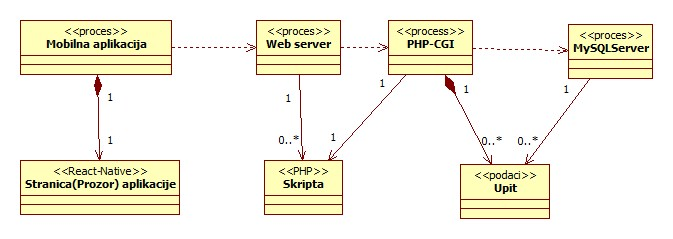 <<proces>>
Mobilna aplikacija
<<proces>>
Web server
<<process>>
PHP-CGI
<<process>>
MySQLServer
1
1
1
0..*
1
1
1
0..*
1
0..*
<<React-Native>>
Stranica(Prozor) aplikacije
<<PHP>>
Skripta
<<podaci>>
Upit